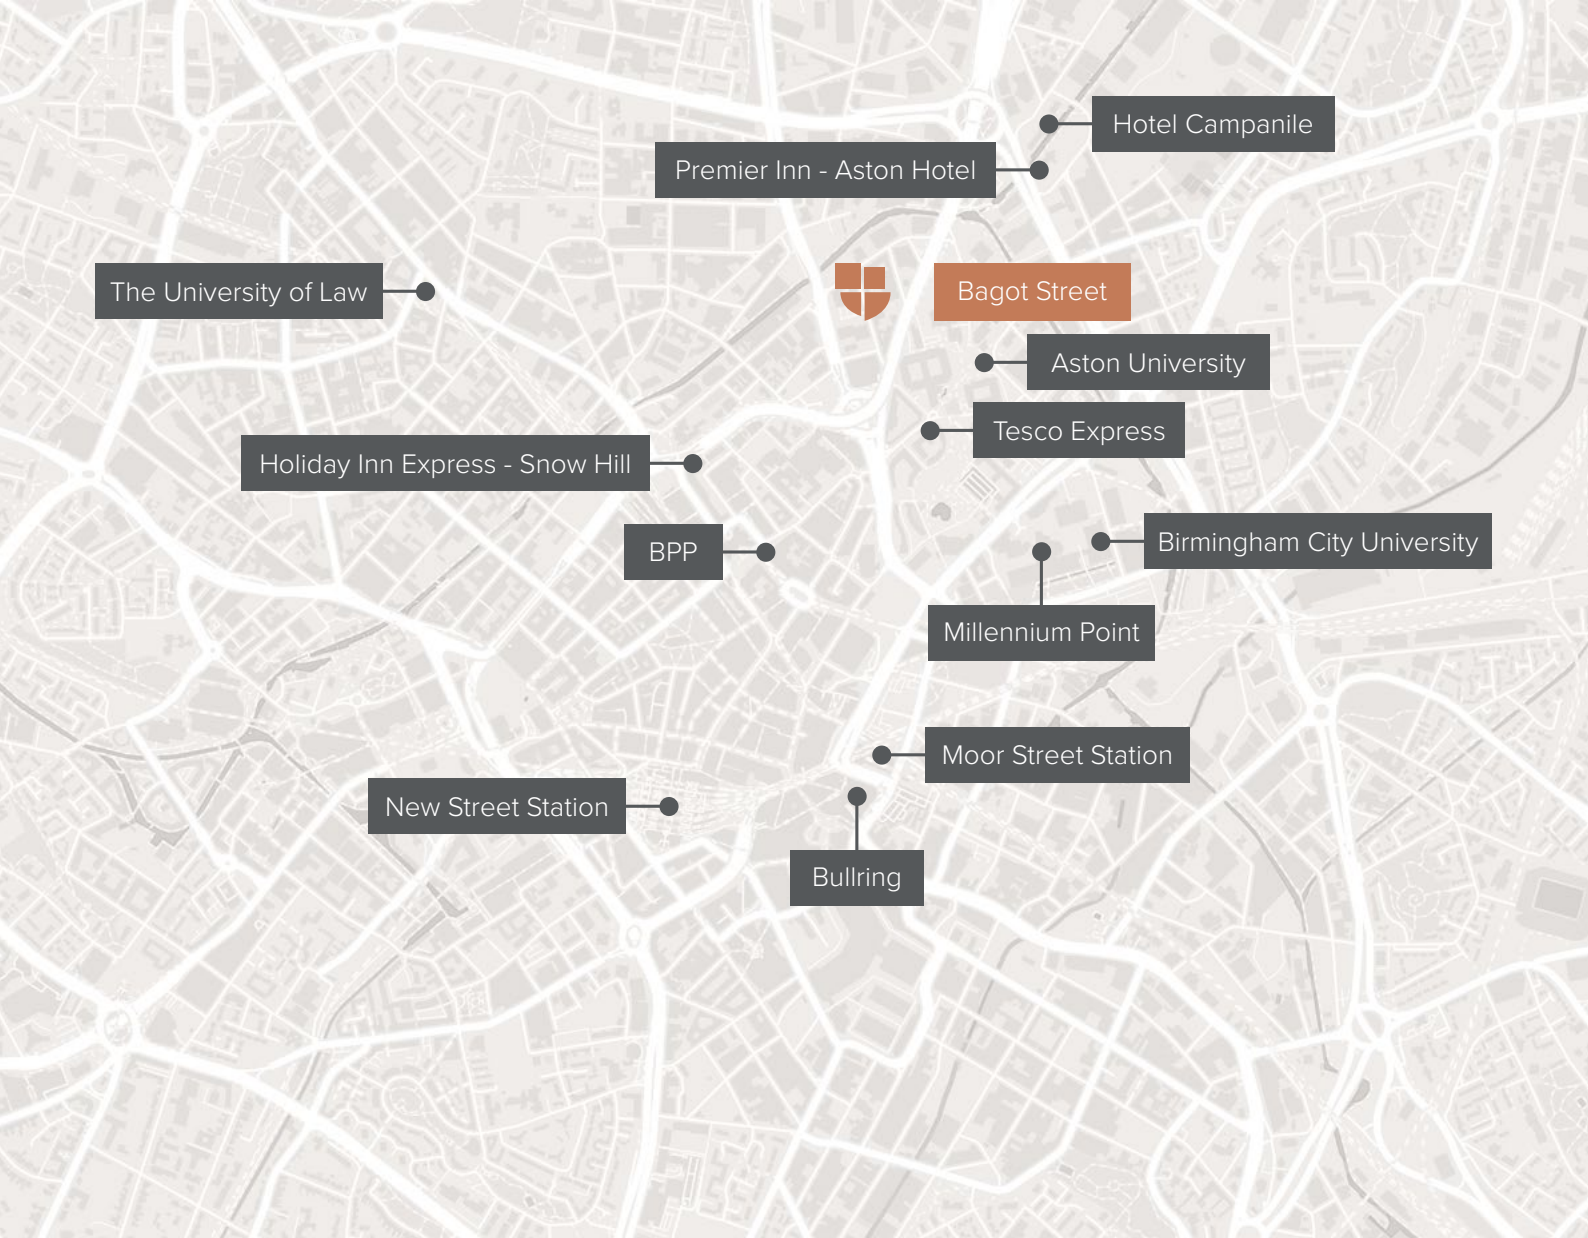 Hotel Campanile
Premier Inn - Aston Hotel
The University of Law
Bagot Street
Aston University
Tesco Express
Holiday Inn Express - Snow Hill
Birmingham City University
BPP
Millennium Point
Moor Street Station
New Street Station
Bullring